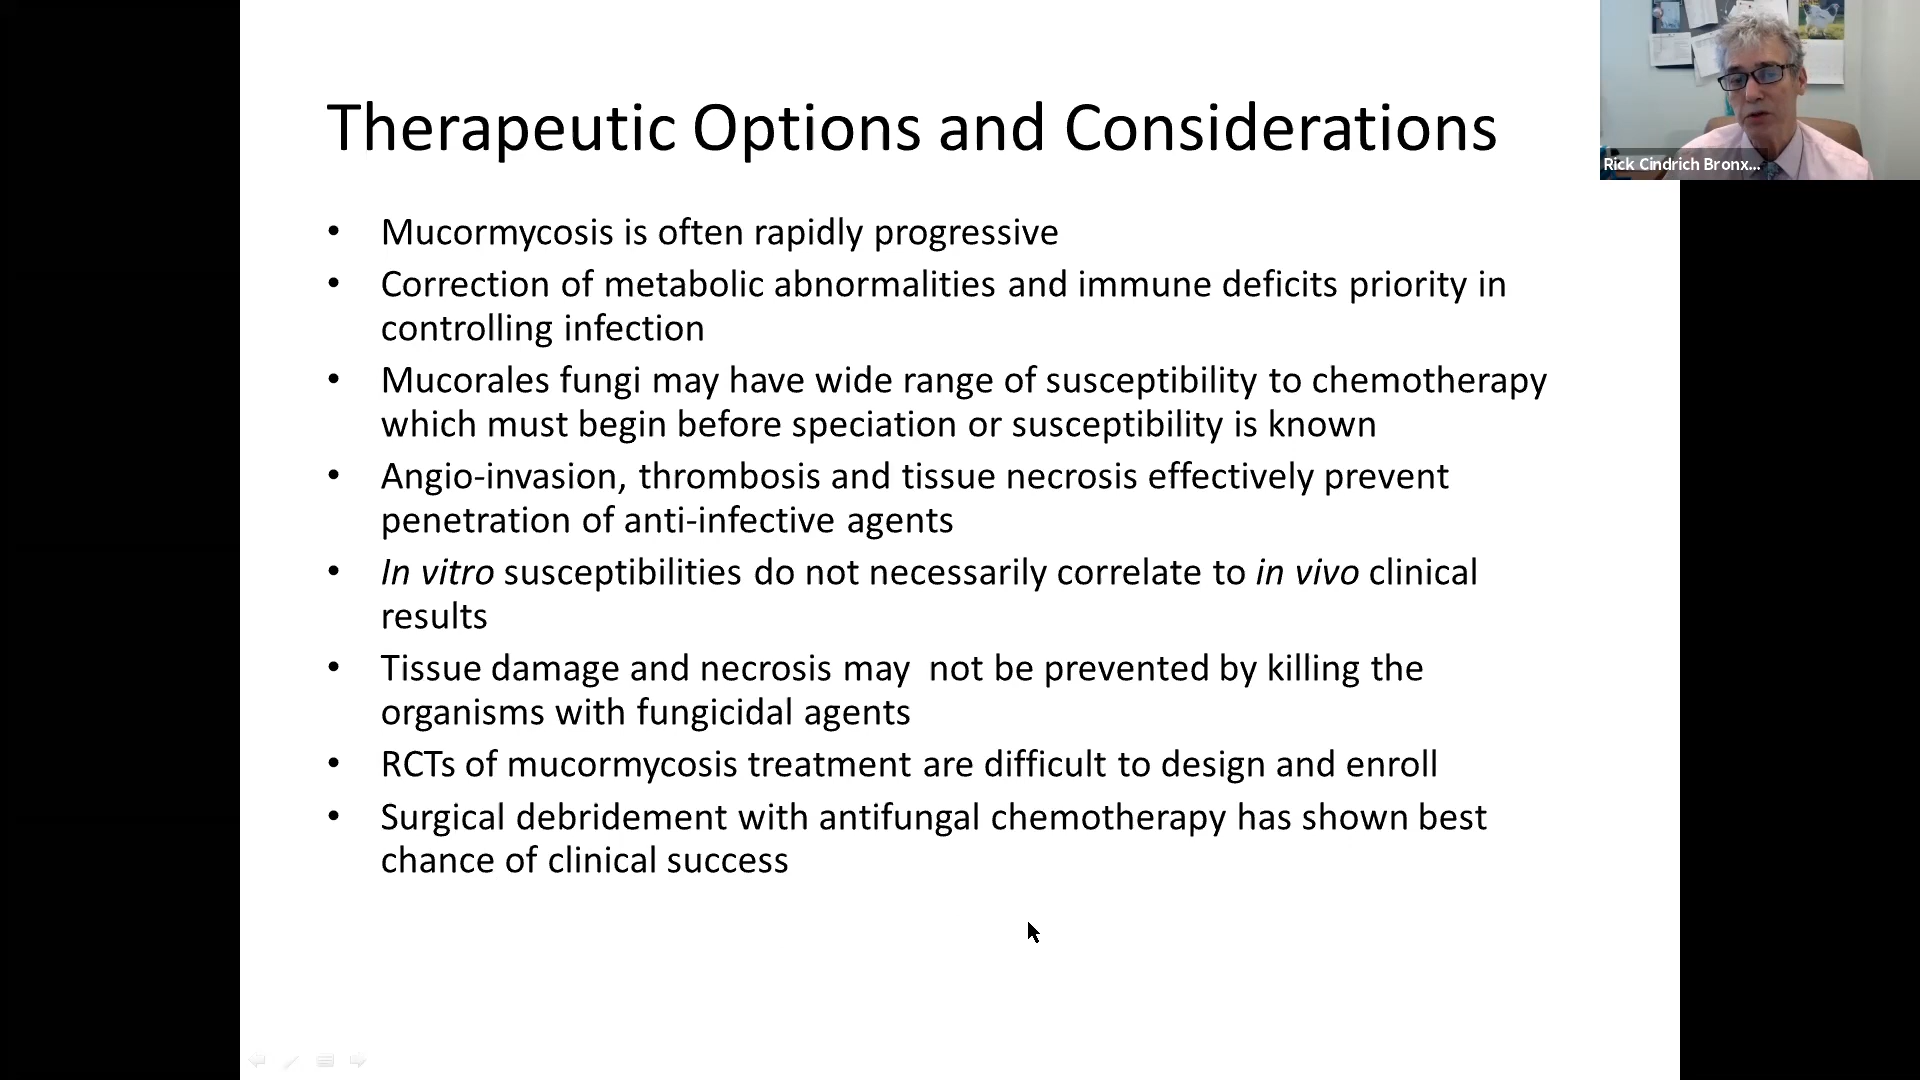 Therapeutic Options and Considerations
Rick Cindrich Bronx...
• Mucormycosis is often rapidly progressive
• Correction of metabolic abnormalities and immune deficits priority in
controlling infection
• Mucorales fungi may have wide range of susceptibility to chemotherapy
which must begin before speciation or susceptibility is known
• Angio-invasion, thrombosis and tissue necrosis effectively prevent
penetration of anti-infective agents
• In vitro susceptibilities do not necessarily correlate to in vivo clinical
results
• Tissue damage and necrosis may  not be prevented by killing the
organisms with fungicidal agents
• RCTs of mucormycosis treatment are difficult to design and enroll
• Surgical debridement with antifungal chemotherapy has shown best
chance of clinical success